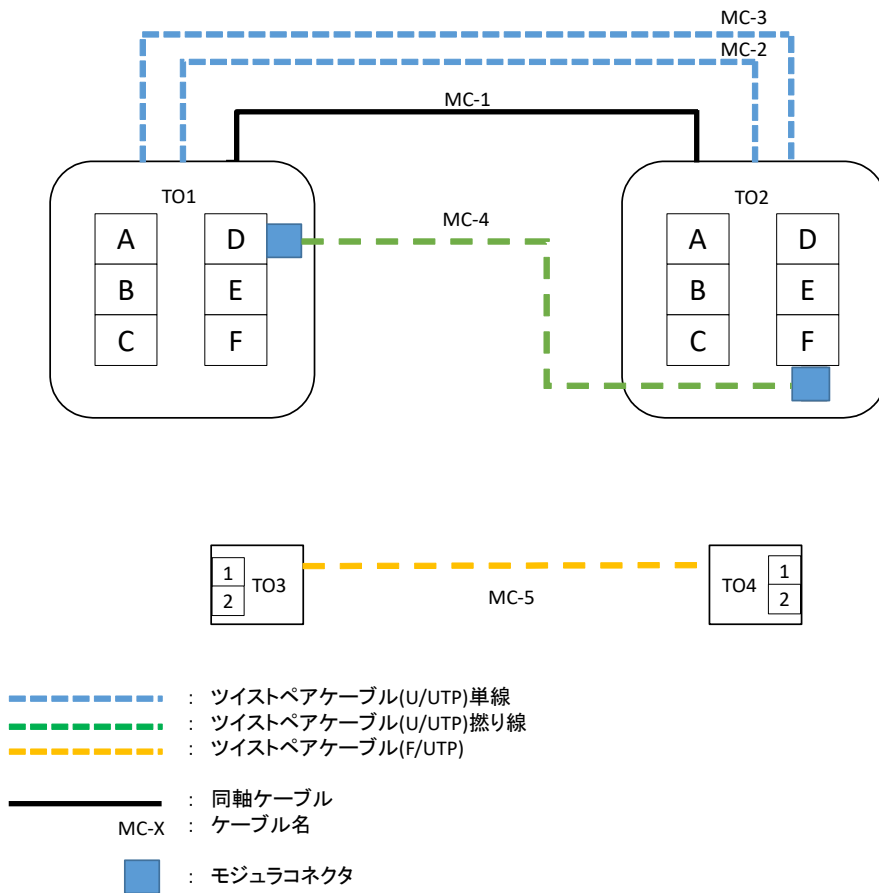 MC-3
MC-2
MC-1
TO1
TO2
A
D
B
E
C
F
MC-4
A
D
B
E
C
F
1
2
TO3
MC-5
TO4
1
2
: ツイストペアケーブル(U/UTP)単線
: ツイストペアケーブル(U/UTP)撚り線
: ツイストペアケーブル(F/UTP)
: 同軸ケーブル
MC-X : ケーブル名
: モジュラコネクタ